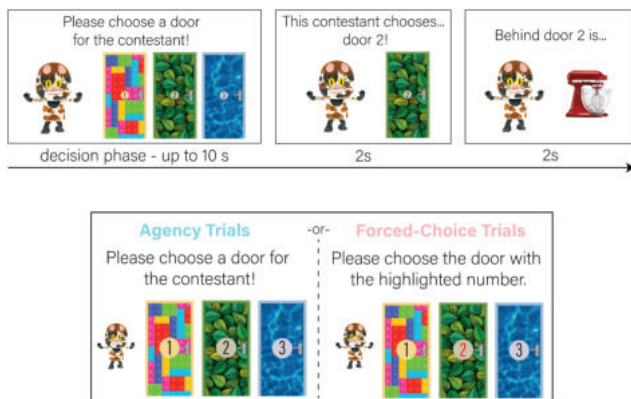 Please choose a door
for the contestant!
1
2
This contestant chooses...
door 2!
Behind door 2 is...
decision phase - up to 10 s
2s
2s
Agency Trials
-or-
Forced-Choice Trials
Please choose a door for
the contestant!
Please choose the door with
the highlighted number.
1
2
3
1
2
3